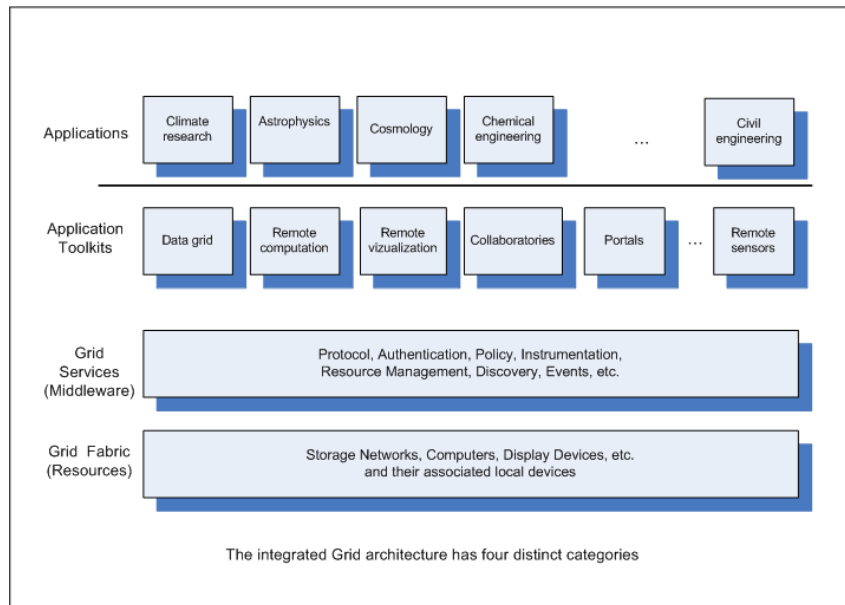 Applications
Climate
research
Astrophysics
Cosmology
Chemical
engineering
...
Civil
engineering
Application
Toolkits
Data grid
Remote
computation
Remote
vizualization
Collaboratories
Portals
...
Remote
sensors
Grid
Services
(Middleware)
Protocol, Authentication, Policy, Instrumentation,
Resource Management, Discovery, Events, etc.
Grid Fabric
(Resources)
Storage Networks, Computers, Display Devices, etc.
and their associated local devices
The integrated Grid architecture has four distinct categories